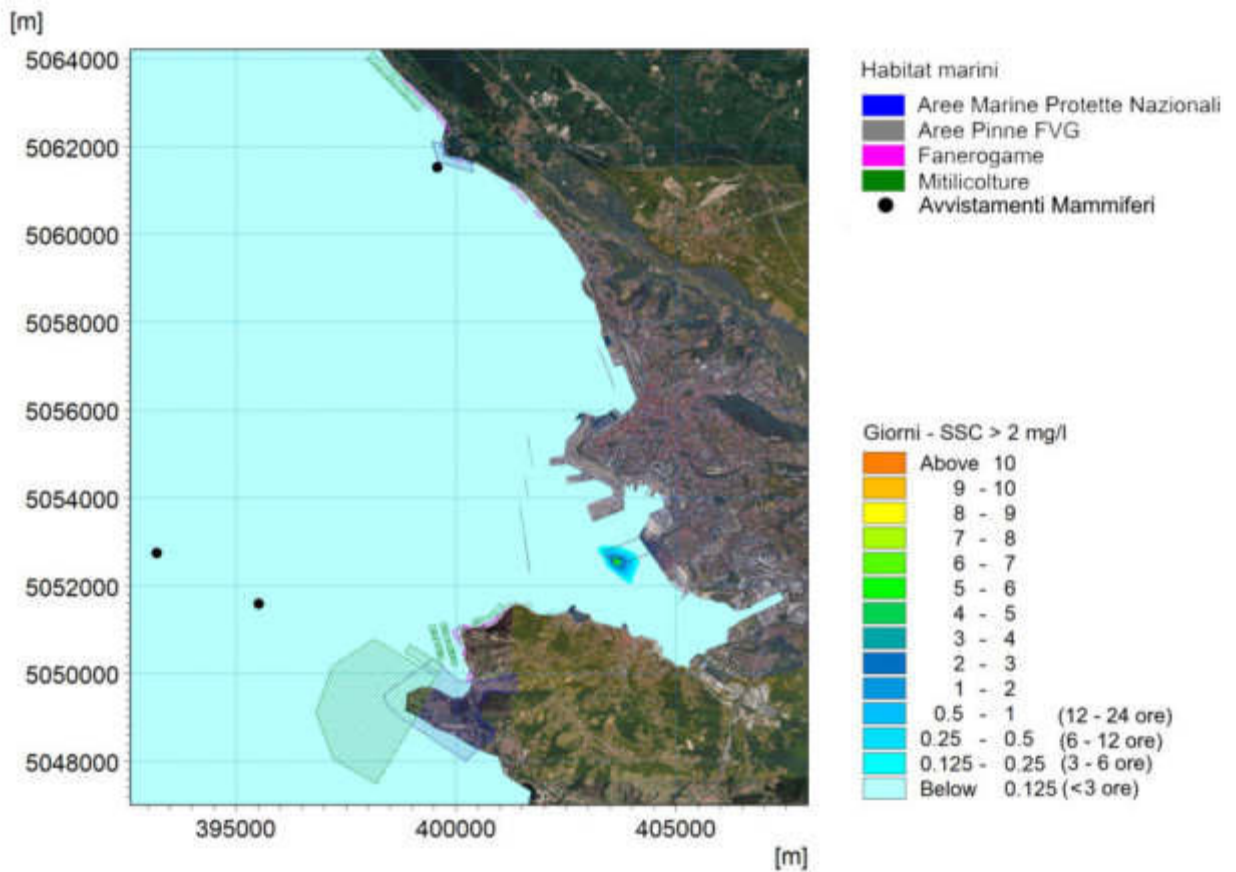 [m]
5064000
5062000
5060000
5058000
5056000
5054000
5052000
5050000
5048000
395000 400000 405000
[m]
Habitat marini
Aree Marine Protette Nazionali
Aree Pinne FVG
Fanerogame
Mitilicolture
Avvistamenti Mammiferi
Giorni - SSC > 2 mg/l
Above 10
9 - 10
8 - 9
7 - 8
6 - 7
5 - 6
4 - 5
3 - 4
2 - 3
1 - 2
0.5 - 1 (12 - 24 ore)
0.25 - 0.5 (6 - 12 ore)
0.125 - 0.25 (3 - 6 ore)
Below 0.125 (<3 ore)